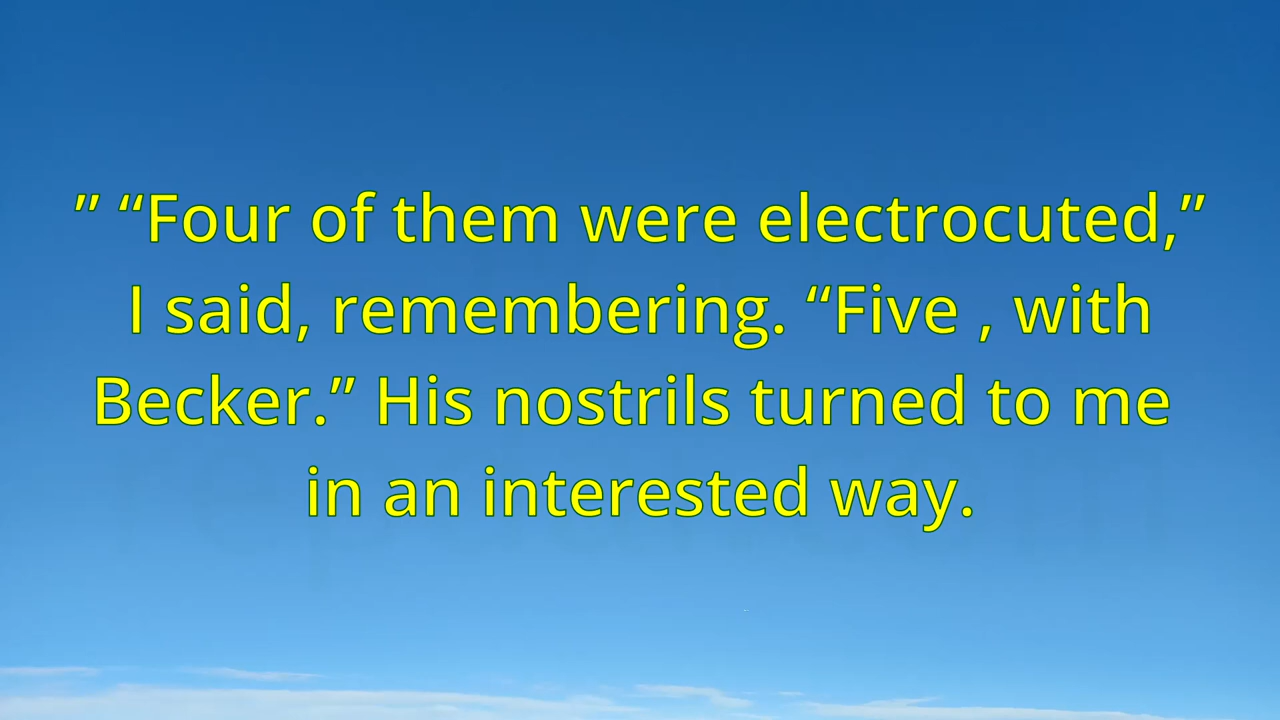 ” “Four of them were electrocuted,”
I said, remembering. “Five , with
Becker.” His nostrils turned to me
in an interested way.